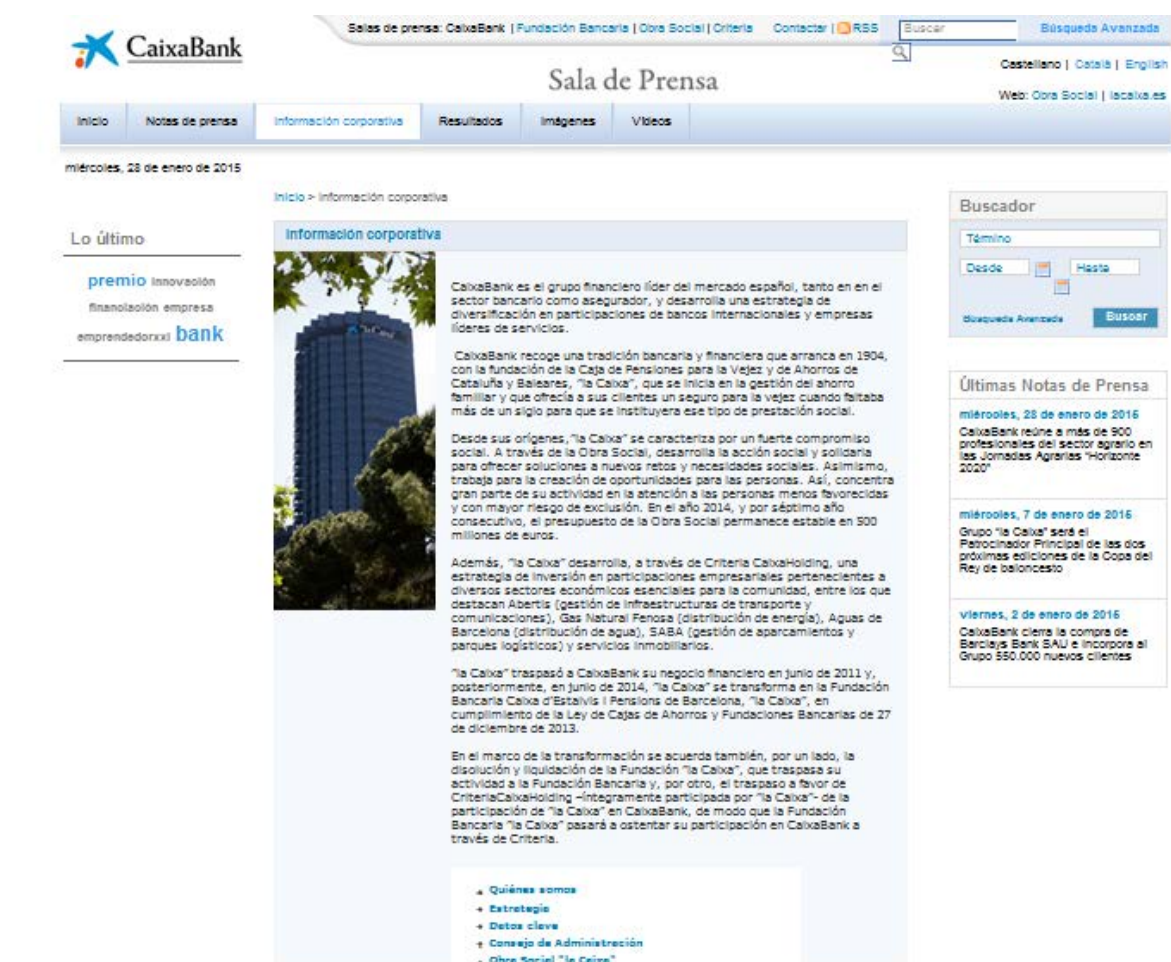 CaixaBank
Salas de prensa: CaixaBank | Fundación Bancaria | Obra Social | Criteria Contactar | RSS
Buscar
Búsqueda Avanzada
Castellano | Català | English
Sala de Prensa
Web: Obra Social | lacaixa.es
Inicio Notas de prensa Información corporativa Resultados Imágenes Vídeos
miércoles, 28 de enero de 2015
Inicio > Información corporativa
Lo último
premio innovación
financiación empresa
emprendedorxxi bank
Información corporativa
"la Caixa"
CaixaBank es el grupo financiero líder del mercado español, tanto en en el
sector bancario como asegurador, y desarrolla una estrategia de
diversificación en participaciones de bancos internacionales y empresas
líderes de servicios.
CaixaBank recoge una tradición bancaria y financiera que arranca en 1904,
con la fundación de la Caja de Pensiones para la Vejez y de Ahorros de
Cataluña y Baleares, "la Caixa", que se inicia en la gestión del ahorro
familiar y que ofrecía a sus clientes un seguro para la vejez cuando faltaba
más de un siglo para que se instituyera ese tipo de prestación social.
Desde sus orígenes, "la Caixa" se caracteriza por un fuerte compromiso
social. A través de la Obra Social, desarrolla la acción social y solidaria
para ofrecer soluciones a nuevos retos y necesidades sociales. Asimismo,
trabaja para la creación de oportunidades para las personas. Así, concentra
gran parte de su actividad en la atención a las personas menos favorecidas
y con mayor riesgo de exclusión. En el año 2014, y por séptimo año
consecutivo, el presupuesto de la Obra Social permanece estable en 500
millones de euros.
Además, "la Caixa" desarrolla, a través de Criteria CaixaHolding, una
estrategia de inversión en participaciones empresariales pertenecientes a
diversos sectores económicos esenciales para la comunidad, entre los que
destacan Abertis (gestión de infraestructuras de transporte y
comunicaciones), Gas Natural Fenosa (distribución de energía), Aguas de
Barcelona (distribución de agua), SABA (gestión de aparcamientos y
parques logísticos) y servicios inmobiliarios.
"la Caixa" traspasó a CaixaBank su negocio financiero en junio de 2011 y,
posteriormente, en junio de 2014, "la Caixa" se transforma en la Fundación
Bancaria Caixa d'Estalvis i Pensions de Barcelona, "la Caixa", en
cumplimiento de la Ley de Cajas de Ahorros y Fundaciones Bancarias de 27
de diciembre de 2013.
En el marco de la transformación se acuerda también, por un lado, la
disolución y liquidación de la Fundación "la Caixa", que traspasa su
actividad a la Fundación Bancaria y, por otro, el traspaso a favor de
CriteriaCaixaHolding –íntegramente participada por "la Caixa"- de la
participación de "la Caixa" en CaixaBank, de modo que la Fundación
Bancaria "la Caixa" pasará a ostentar su participación en CaixaBank a
través de Criteria.
Quiénes somos
Estrategia
Datos clave
Consejo de Administración
Obra Social "la Caixa"
Buscador
Término
Desde Hasta
Búsqueda Avanzada Buscar
Últimas Notas de Prensa
miércoles, 28 de enero de 2015
CaixaBank reúne a más de 900
profesionales del sector agrario en
las Jornadas Agrarias "Horizonte
2020"
miércoles, 7 de enero de 2015
Grupo "la Caixa" será el
Patrocinador Principal de las dos
próximas ediciones de la Copa del
Rey de baloncesto
viernes, 2 de enero de 2015
CaixaBank cierra la compra de
Barclays Bank SAU e incorpora al
Grupo 550.000 nuevos clientes